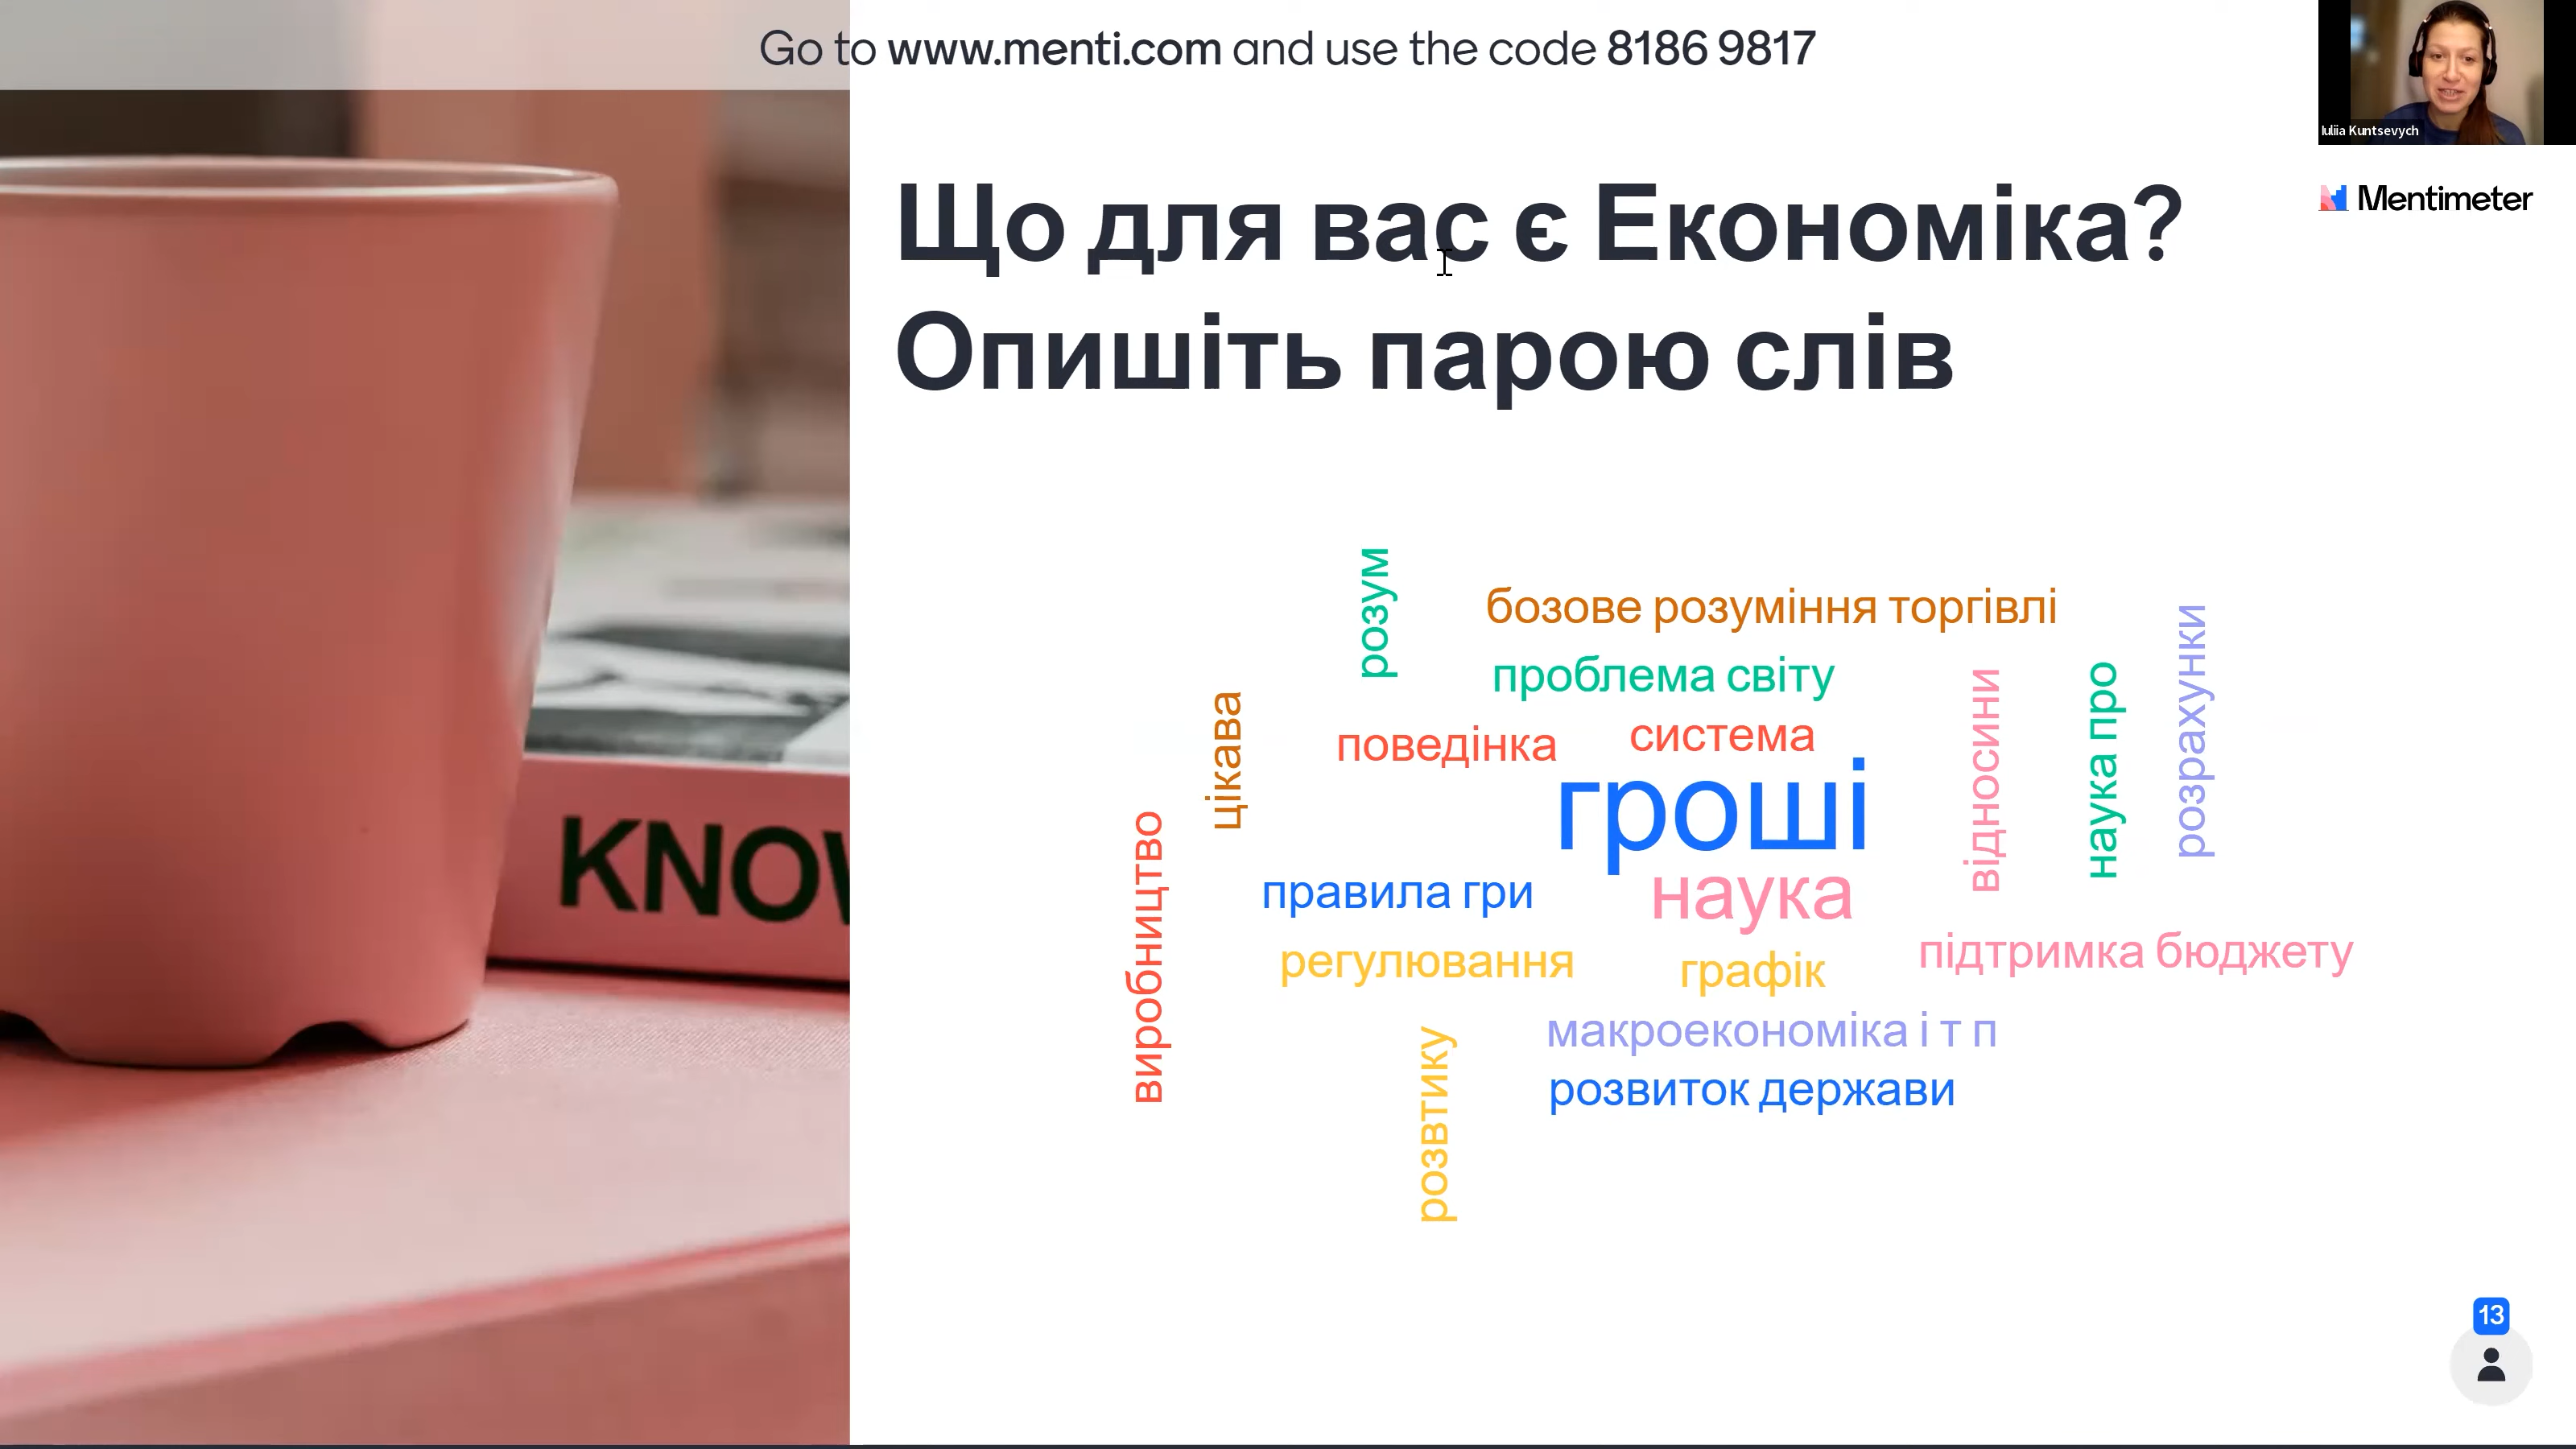 Go to www.menti.com and use the code 8186 9817
Iuliia Kuntsevych
Mentimeter
Що для вас є Економіка?
Опишіть парою слів
розум
бозове розуміння торгівлі
проблема світу
розрахунки
наука про
відносини
цікава
поведінка
система
гроші
виробництво
правила гри
наука
регулювання
графік
підтримка бюджету
макроекономіка і т п
розвтику
розвиток держави
13